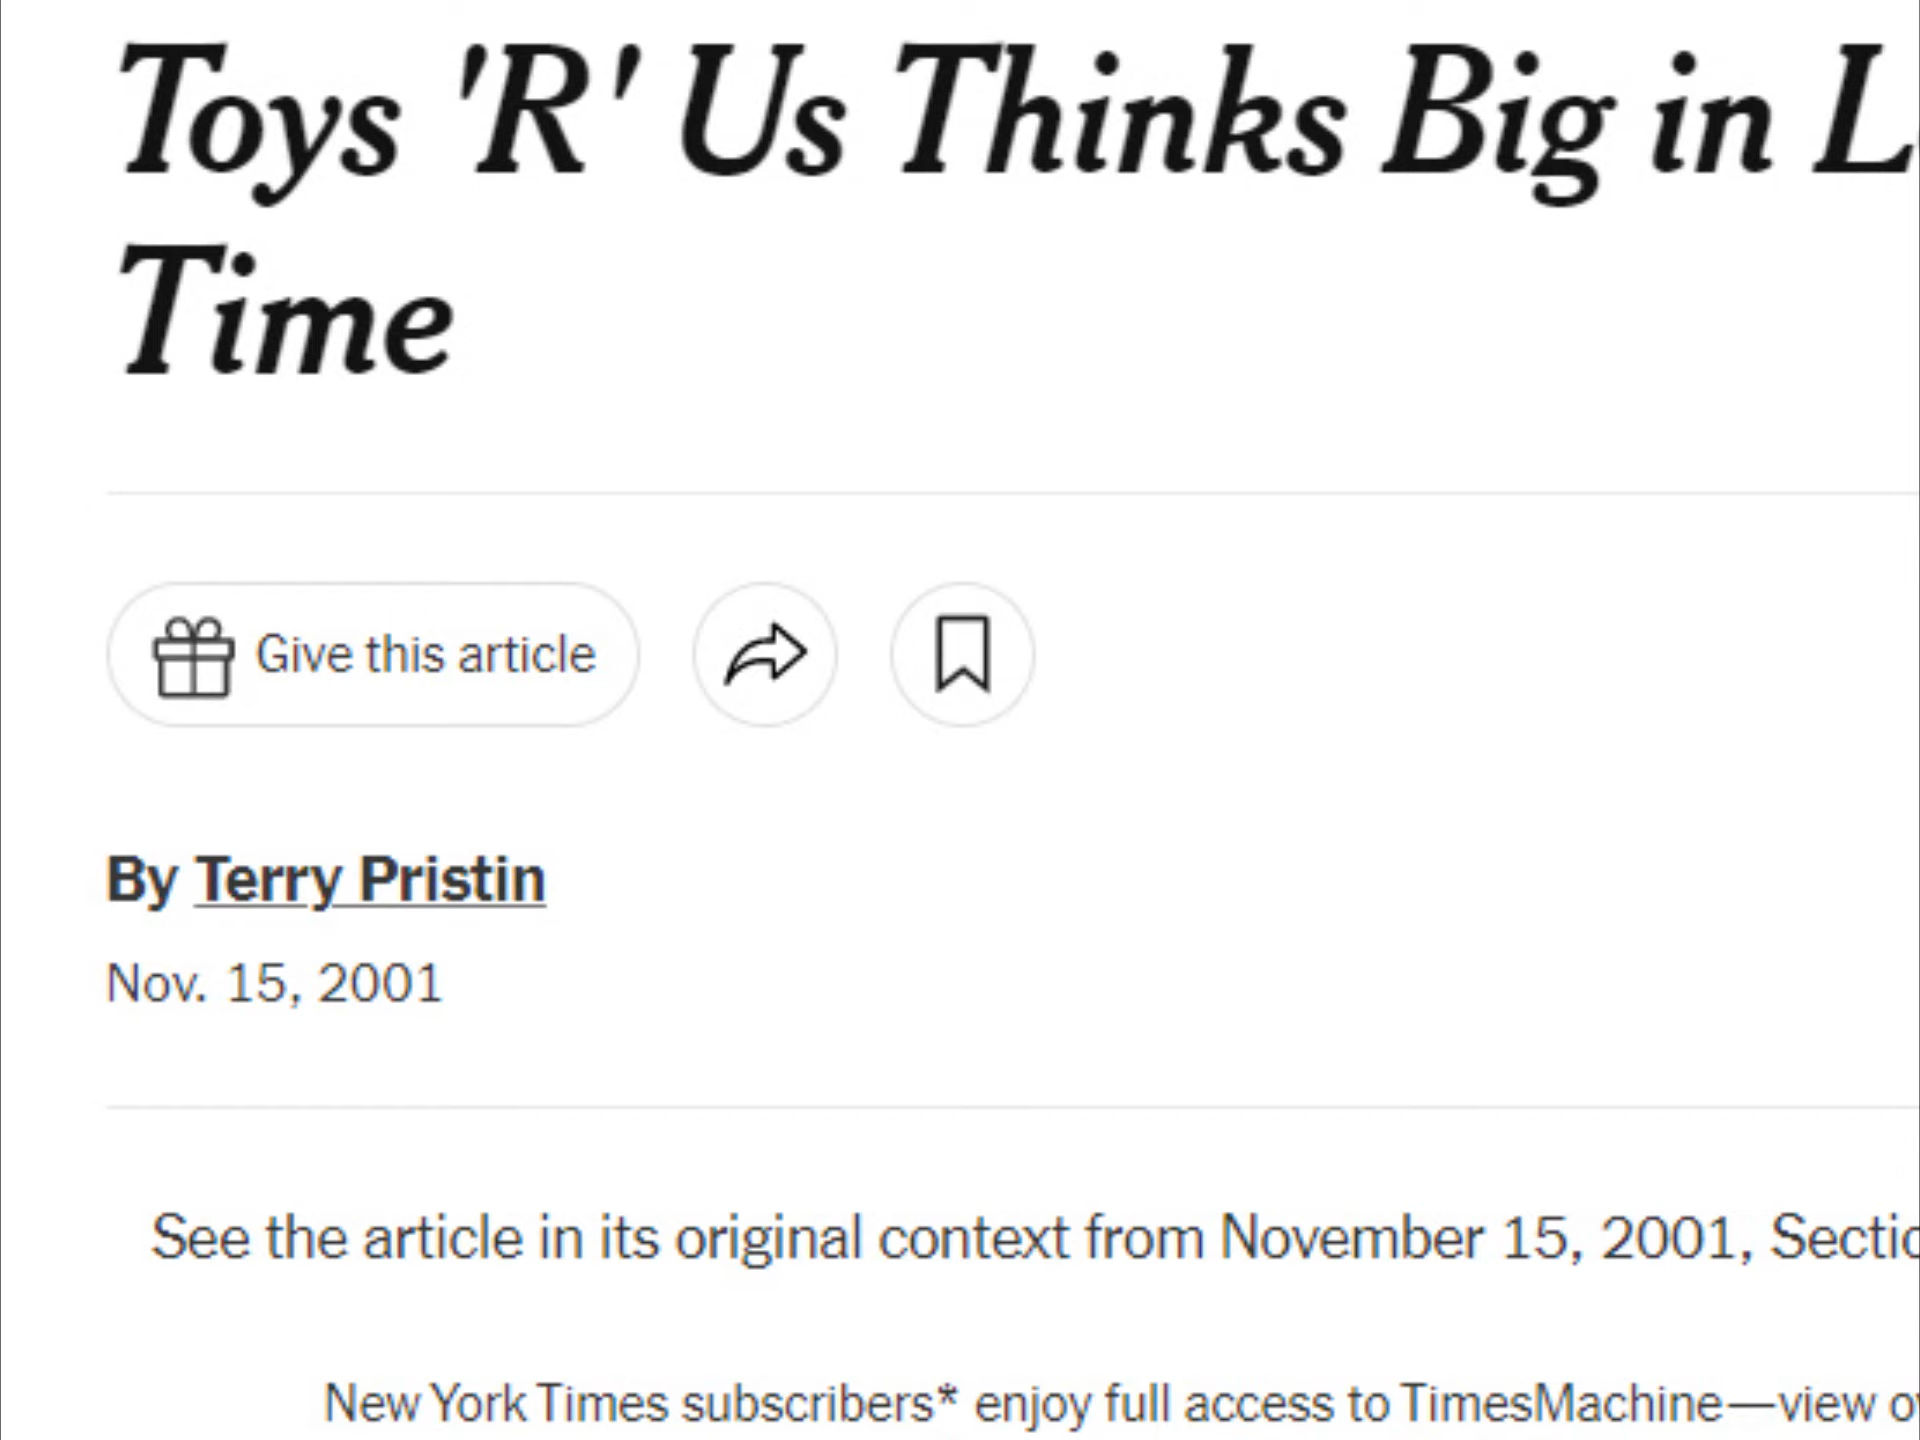 Toys 'R' Us Thinks Big in
Time
Give this article
By Terry Pristin
Nov. 15, 2001
See the article in its original context from November 15, 2001,
New York Times subscribers* enjoy full access to TimesMachine—view